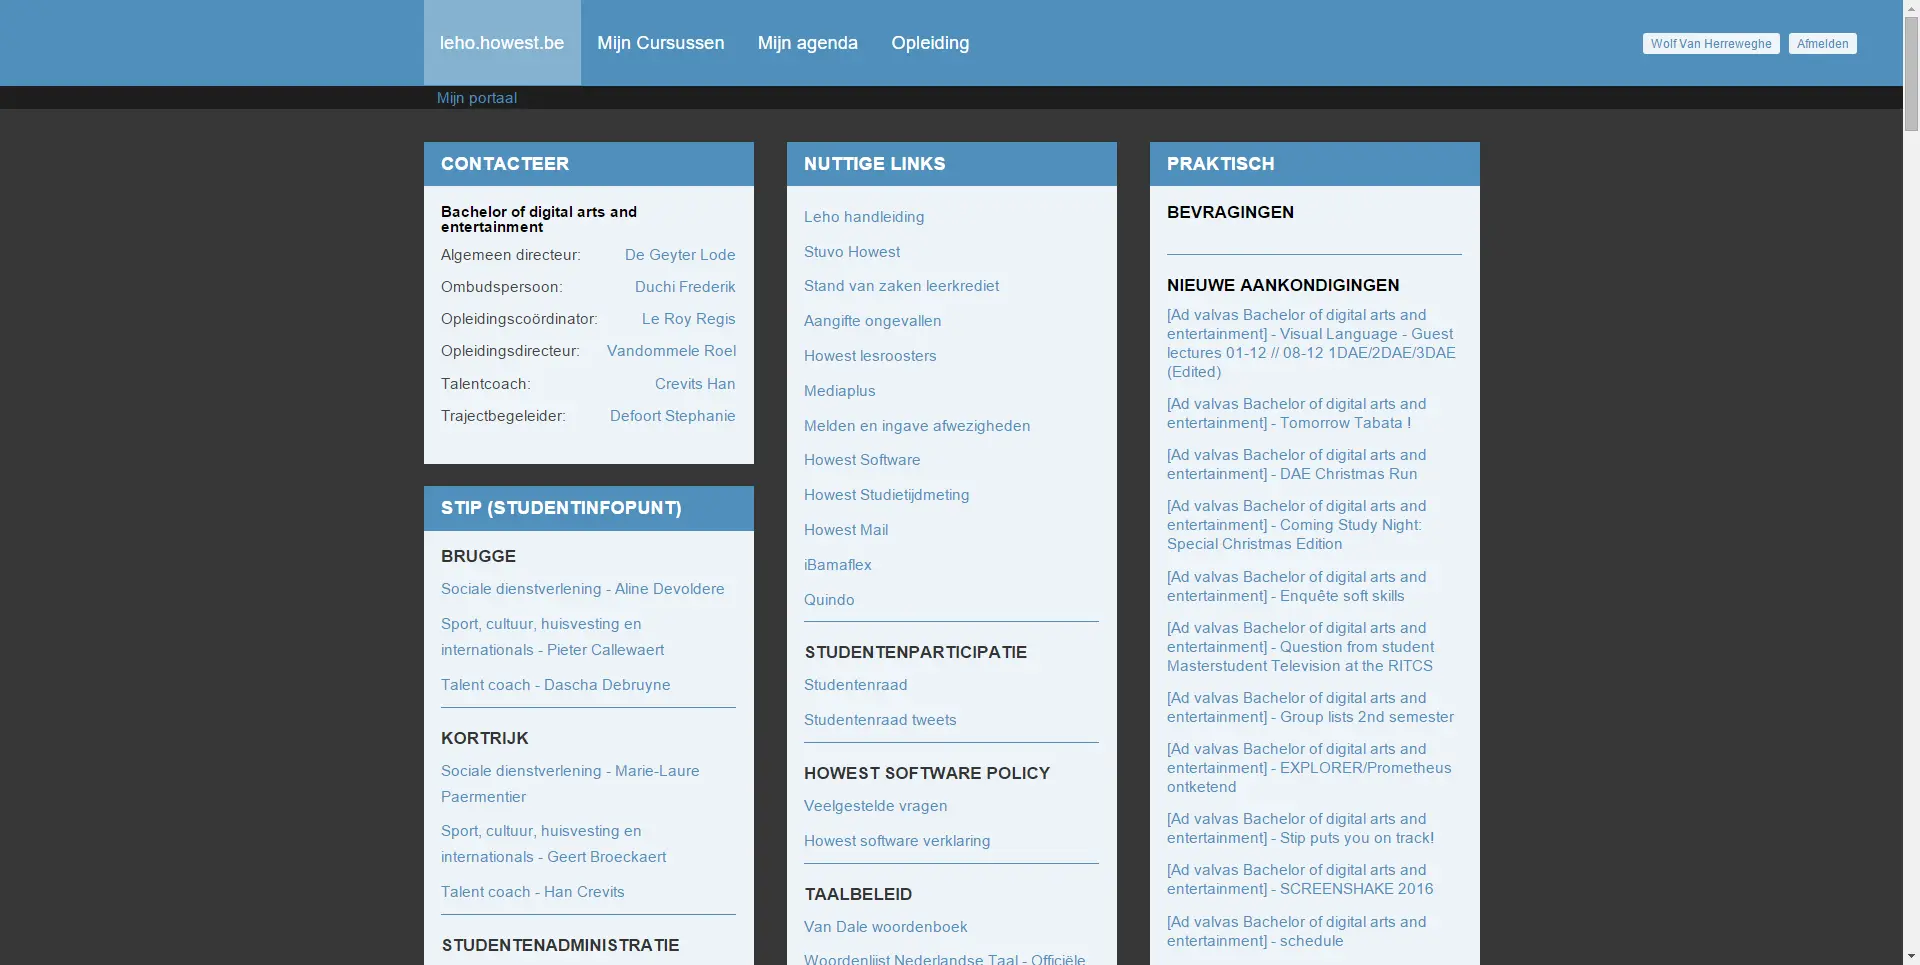 leho.howest.be
Mijn Cursussen
Mijn agenda
Opleiding
Wolf Van Herreweghe
Afmelden
Mijn portaal
CONTACTEER
Bachelor of digital arts and
entertainment
Algemeen directeur: De Geyter Lode
Ombudspersoon: Duchi Frederik
Opleidingscoördinator: Le Roy Regis
Opleidingsdirecteur: Vandommele Roel
Talentcoach: Crevits Han
Trajectbegeleider: Defoort Stephanie
STIP (STUDENTINFOPUNT)
BRUGGE
Sociale dienstverlening - Aline Devoldere
Sport, cultuur, huisvesting en
internationals - Pieter Callewaert
Talent coach - Dascha Debruyne
KORTRIJK
Sociale dienstverlening - Marie-Laure
Paermentier
Sport, cultuur, huisvesting en
internationals - Geert Broeckaert
Talent coach - Han Crevits
STUDENTENADMINISTRATIE
NUTTIGE LINKS
Leho handleiding
Stuvo Howest
Stand van zaken leerkrediet
Aangifte ongevallen
Howest lesroosters
Mediaplus
Melden en ingave afwezigheden
Howest Software
Howest Studietijdmeting
Howest Mail
iBamaflex
Quindo
STUDENTENPARTICIPATIE
Studentenraad
Studentenraad tweets
HOWEST SOFTWARE POLICY
Veelgestelde vragen
Howest software verklaring
TAALBELEID
Van Dale woordenboek
Woordenlijst Nederlandse Taal - Officiële
PRAKTISCH
BEVRAGINGEN
NIEUWE AANKONDIGINGEN
[Ad valvas Bachelor of digital arts and
entertainment] - Visual Language - Guest
lectures 01-12 // 08-12 1DAE/2DAE/3DAE
(Edited)
[Ad valvas Bachelor of digital arts and
entertainment] - Tomorrow Tabata !
[Ad valvas Bachelor of digital arts and
entertainment] - DAE Christmas Run
[Ad valvas Bachelor of digital arts and
entertainment] - Coming Study Night:
Special Christmas Edition
[Ad valvas Bachelor of digital arts and
entertainment] - Enquête soft skills
[Ad valvas Bachelor of digital arts and
entertainment] - Question from student
Masterstudent Television at the RITCS
[Ad valvas Bachelor of digital arts and
entertainment] - Group lists 2nd semester
[Ad valvas Bachelor of digital arts and
entertainment] - EXPLORER/Prometheus
ontketend
[Ad valvas Bachelor of digital arts and
entertainment] - Stip puts you on track!
[Ad valvas Bachelor of digital arts and
entertainment] - SCREENSHAKE 2016
[Ad valvas Bachelor of digital arts and
entertainment] - schedule